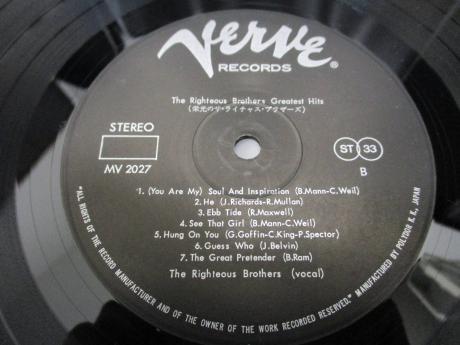 Verve
RECORDS ®
The Righteous Brothers Greatest Hits
(栄光のザ・ライチャス・ブラザーズ)
STEREO
MV 2027
ST 33
B
1. (You Are My) Soul And Inspiration (B.Mann-C.Weil)
2. He (J.Richards-R.Mullan)
3. Ebb Tide (R.Maxwell)
4. See That Girl (B.Mann-C.Weil)
5. Hung On You (G.Goffin-C.King-P.Spector)
6. Guess Who (J.Belvin)
7. The Great Pretender (B.Ram)
The Righteous Brothers (vocal)
"ALL RIGHTS OF THE RECORD MANUFACTURER AND OF THE OWNER OF THE WORK RECORDED RESERVED." MANUFACTURED BY POLYDOR K.K., JAPAN